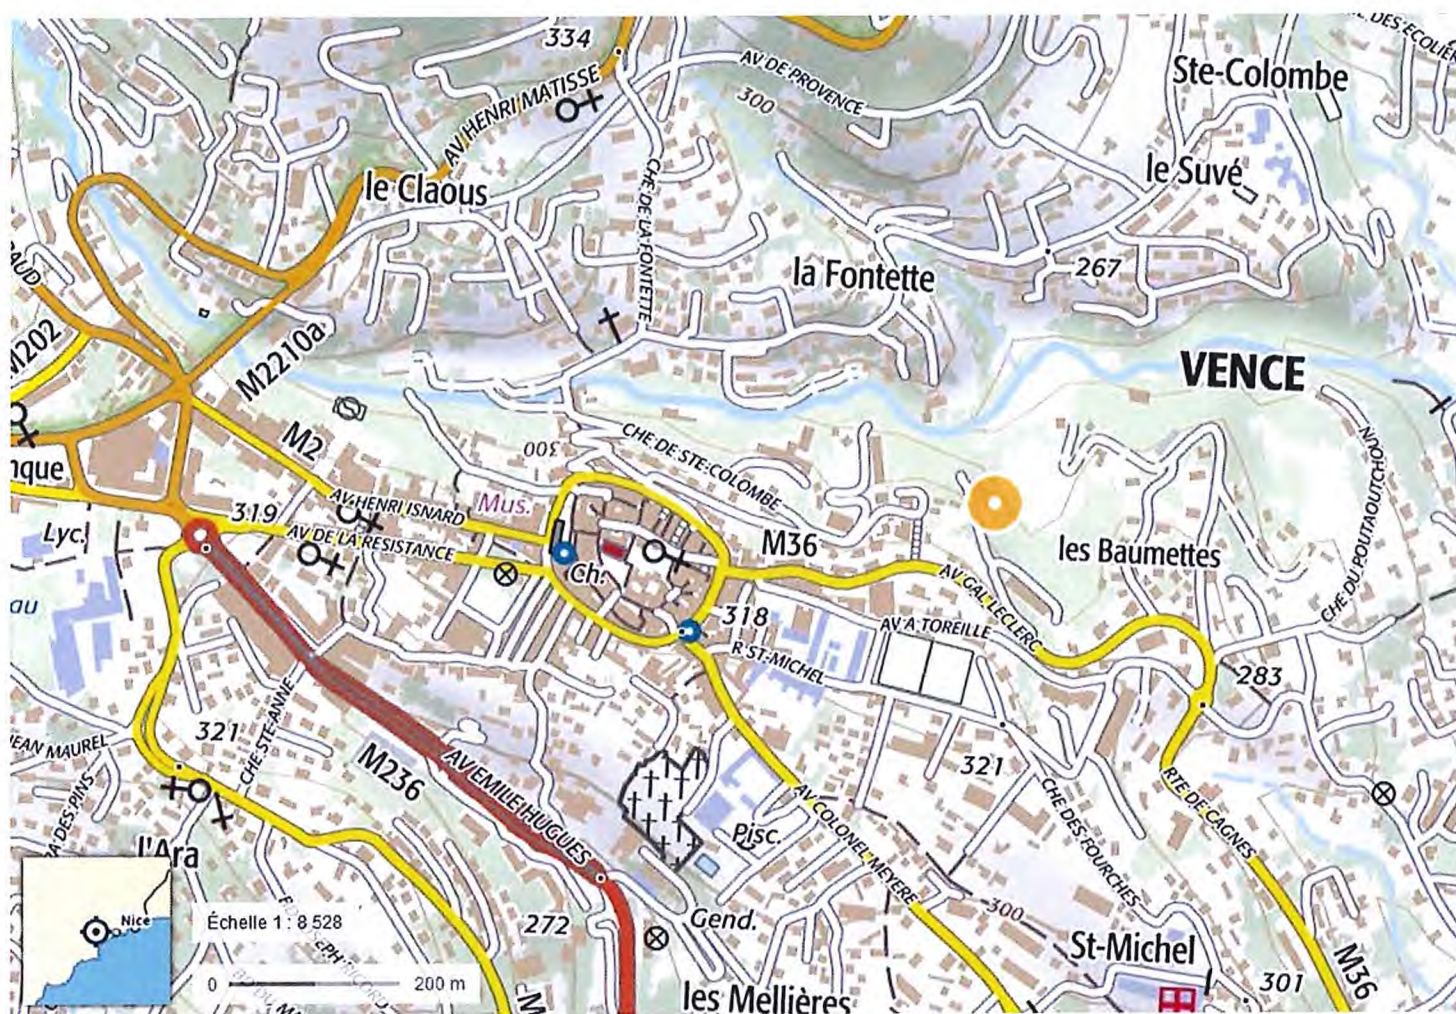 334
AV HENRI MATISSE
AV DE PROVENCE
300
Ste-Colombe
le Suvé
le Claous
CHE DE LA FONTETTE
la Fontette
267
M202
M2210a
VENCE
M2
300
CHE DE STE-COLOMBE
Mus.
AV HENRI ISNARD
319
AV DE LA RESISTANCE
Lyc.
Ch.
M36
les Baumettes
CHE DU POUTAOUTCHOUN
AV GAL LECLERC
318
AV A TOREILLE
R ST-MICHEL
283
CHE STE-ANNE
321
JEAN MAUREL
M236
AV EMILE HUGUES
321
RTE DE CAGNES
AV COLONEL MEYERE
CHE DES FOURCHES
DES PINS
Pisc.
l'Ara
Nice
Échelle 1 : 8 528
272
Gend.
300
St-Michel
M36
0 200 m
les Mellières
301